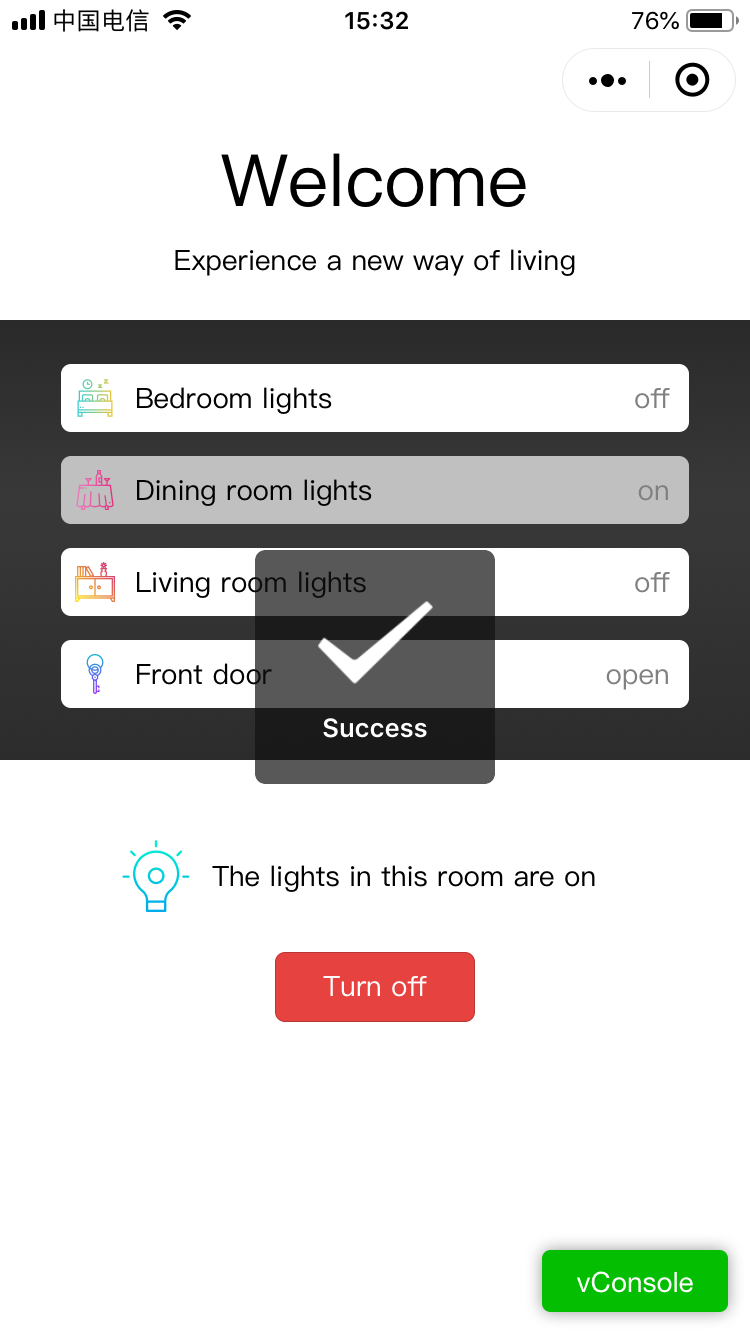 中国电信 15:32 76%
Welcome
Experience a new way of living
Bedroom lights off
Dining room lights on
Living room lights off
Front door open
Success
The lights in this room are on
Turn off
vConsole